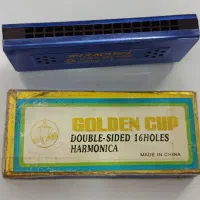 GOLDEN CUP
DOUBLE-SIDED 16HOLES
HARMONICA
MADE IN CHINA